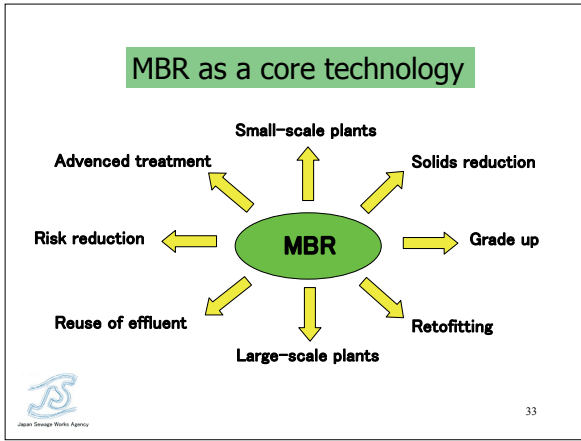 MBR as a core technology
Small-scale plants
Advanced treatment
Solids reduction
Risk reduction
MBR
Grade up
Reuse of effluent
Retofitting
Large-scale plants
Japan Sewage Works Agency
33